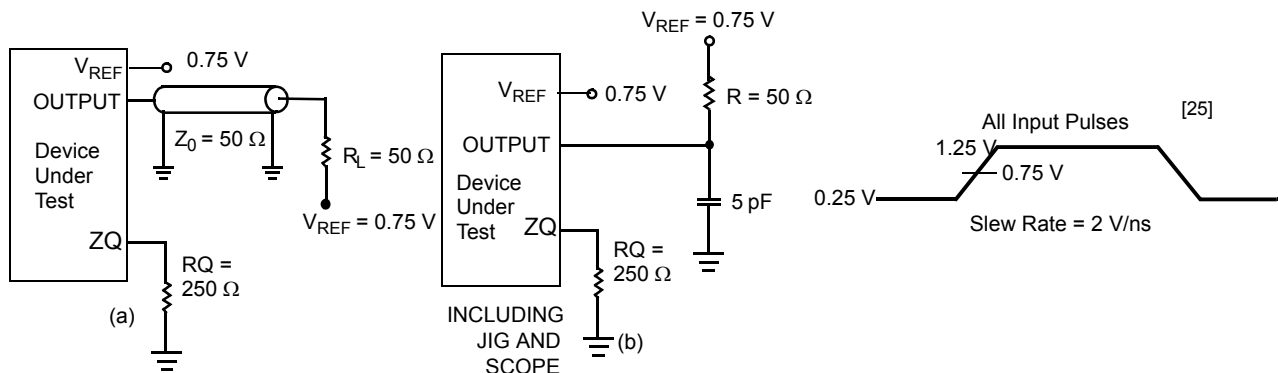 V_REF 0.75 V
OUTPUT
Z_0 = 50 Ω
Device
Under
Test
R_L = 50 Ω
V_REF = 0.75 V
ZQ
RQ =
250 Ω
(a)
V_REF = 0.75 V
R = 50 Ω
V_REF 0.75 V
OUTPUT
Device
Under
Test
5 pF
ZQ
RQ =
250 Ω
INCLUDING
JIG AND
SCOPE
(b)
[25]
All Input Pulses
1.25 V
0.75 V
0.25 V
Slew Rate = 2 V/ns